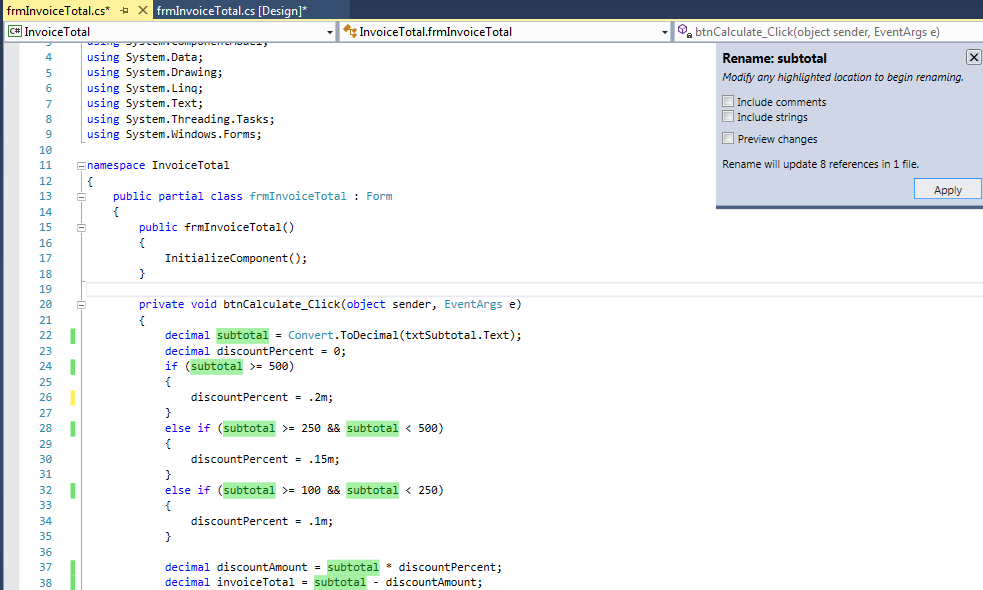 frmInvoiceTotal.cs* frmInvoiceTotal.cs [Design]*
C# InvoiceTotal InvoiceTotal.frmInvoiceTotal btnCalculate_Click(object sender, EventArgs e)
Rename: subtotal
Modify any highlighted location to begin renaming.
Include comments
Include strings
Preview changes
Rename will update 8 references in 1 file.
Apply
3 using System.ComponentModel;
4 using System.Data;
5 using System.Drawing;
6 using System.Linq;
7 using System.Text;
8 using System.Threading.Tasks;
9 using System.Windows.Forms;
10
11 namespace InvoiceTotal
12 {
13 public partial class frmInvoiceTotal : Form
14 {
15 public frmInvoiceTotal()
16 {
17 InitializeComponent();
18 }
19
20 private void btnCalculate_Click(object sender, EventArgs e)
21 {
22 decimal subtotal = Convert.ToDecimal(txtSubtotal.Text);
23 decimal discountPercent = 0;
24 if (subtotal >= 500)
25 {
26 discountPercent = .2m;
27 }
28 else if (subtotal >= 250 && subtotal < 500)
29 {
30 discountPercent = .15m;
31 }
32 else if (subtotal >= 100 && subtotal < 250)
33 {
34 discountPercent = .1m;
35 }
36
37 decimal discountAmount = subtotal * discountPercent;
38 decimal invoiceTotal = subtotal - discountAmount;